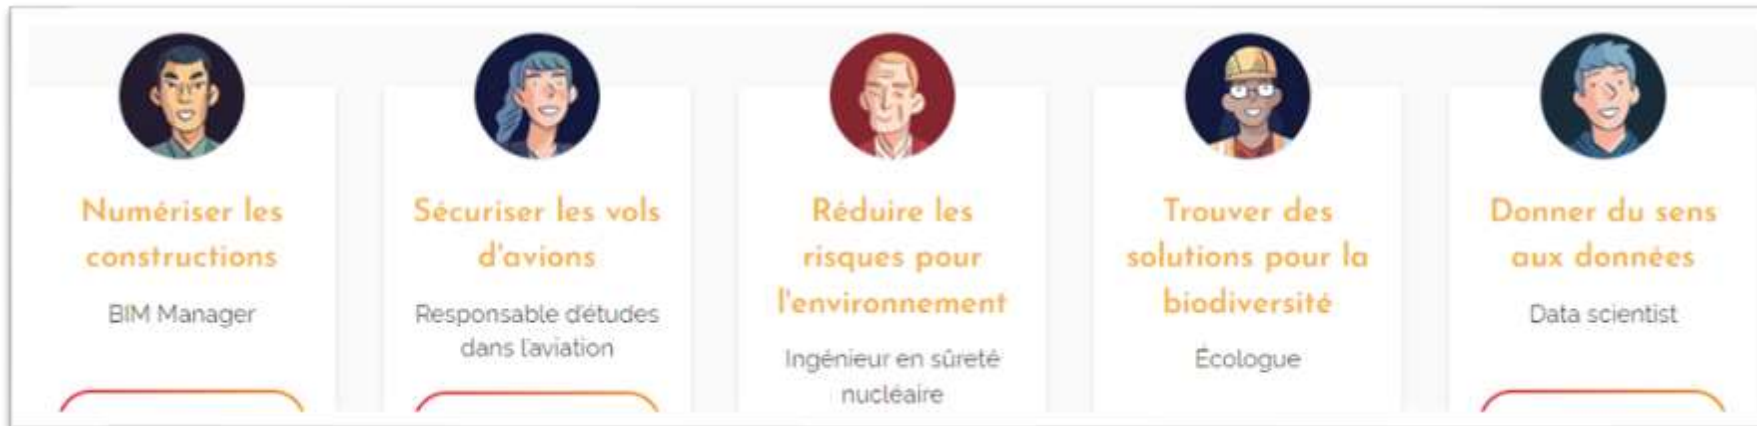 Numériser les
constructions
BIM Manager
Sécuriser les vols
d'avions
Responsable d'études
dans l'aviation
Réduire les
risques pour
l'environnement
Ingénieur en sûreté
nucléaire
Trouver des
solutions pour la
biodiversité
Écologue
Donner du sens
aux données
Data scientist